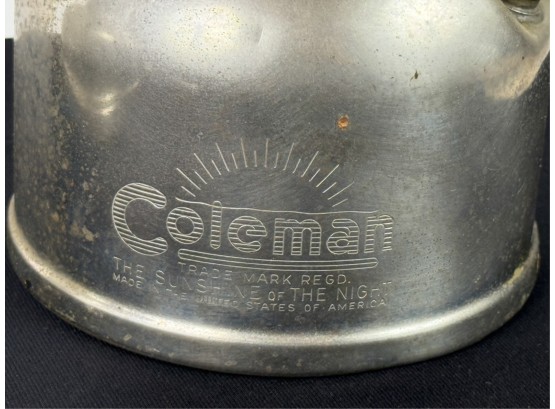 Coleman
TRADE MARK REGD.
THE SUNSHINE OF THE NIGHT
MADE IN THE UNITED STATES OF AMERICA